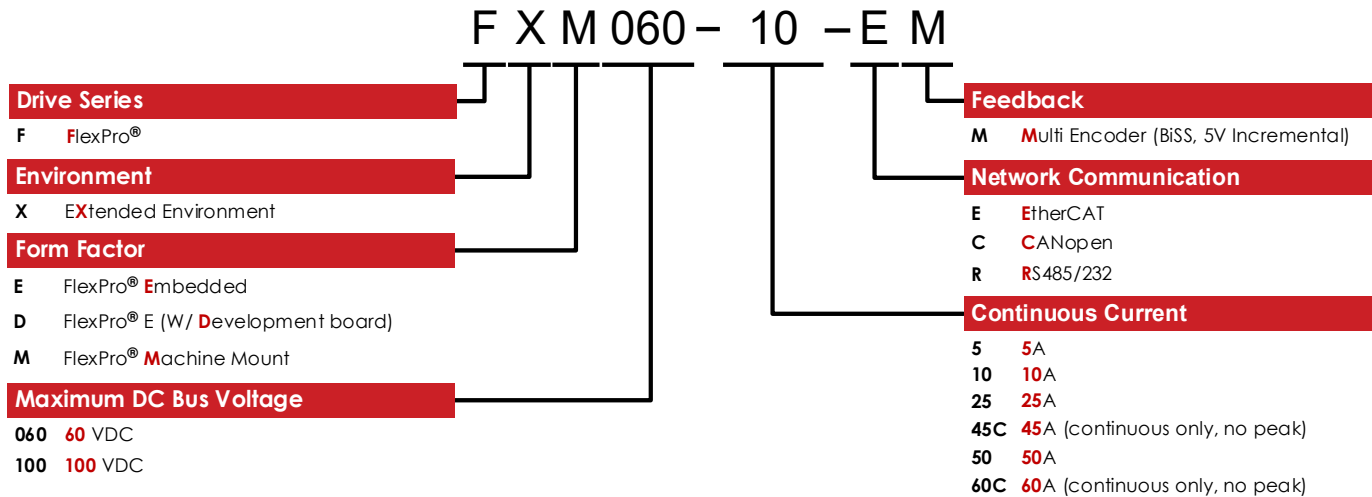 F X M 060 – 10 – E M
Drive Series
F FlexPro®
Environment
X EXtended Environment
Form Factor
E FlexPro® Embedded
D FlexPro® E (W/ Development board)
M FlexPro® Machine Mount
Maximum DC Bus Voltage
060 60 VDC
100 100 VDC
Feedback
M Multi Encoder (BiSS, 5V Incremental)
Network Communication
E EtherCAT
C CANopen
R RS485/232
Continuous Current
5 5A
10 10A
25 25A
45C 45A (continuous only, no peak)
50 50A
60C 60A (continuous only, no peak)